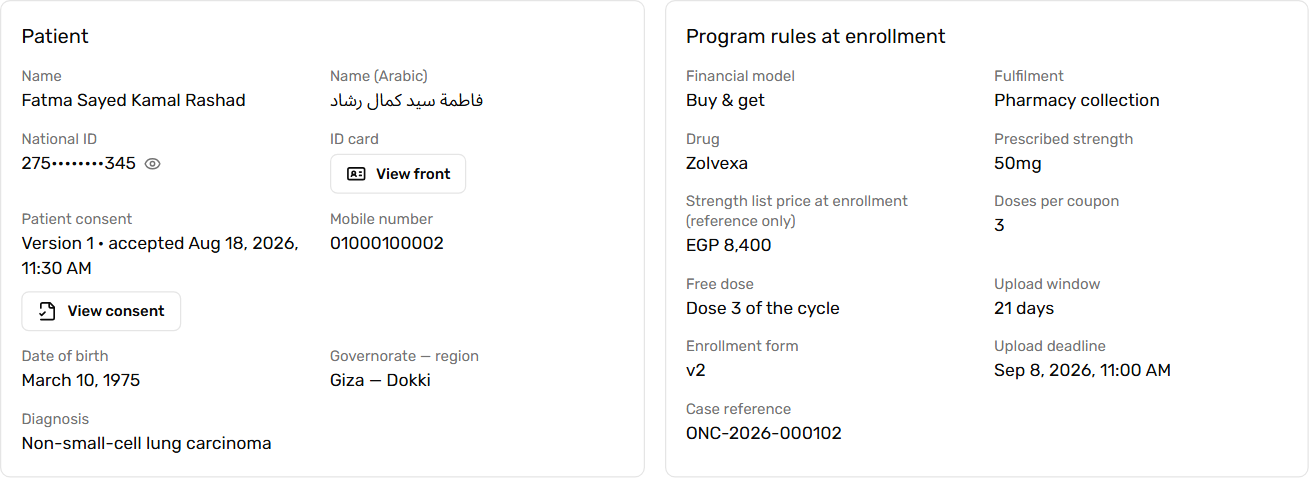 Patient
Name
Fatma Sayed Kamal Rashad
Name (Arabic)
فاطمة سيد كمال رشاد
National ID
275••••••••345
ID card
View front
Patient consent
Version 1 • accepted Aug 18, 2026,
11:30 AM
View consent
Mobile number
01000100002
Date of birth
March 10, 1975
Governorate – region
Giza – Dokki
Diagnosis
Non-small-cell lung carcinoma
Program rules at enrollment
Financial model
Buy & get
Fulfilment
Pharmacy collection
Drug
Zolvexa
Prescribed strength
50mg
Strength list price at enrollment
(reference only)
EGP 8,400
Doses per coupon
3
Free dose
Dose 3 of the cycle
Upload window
21 days
Enrollment form
v2
Upload deadline
Sep 8, 2026, 11:00 AM
Case reference
ONC-2026-000102